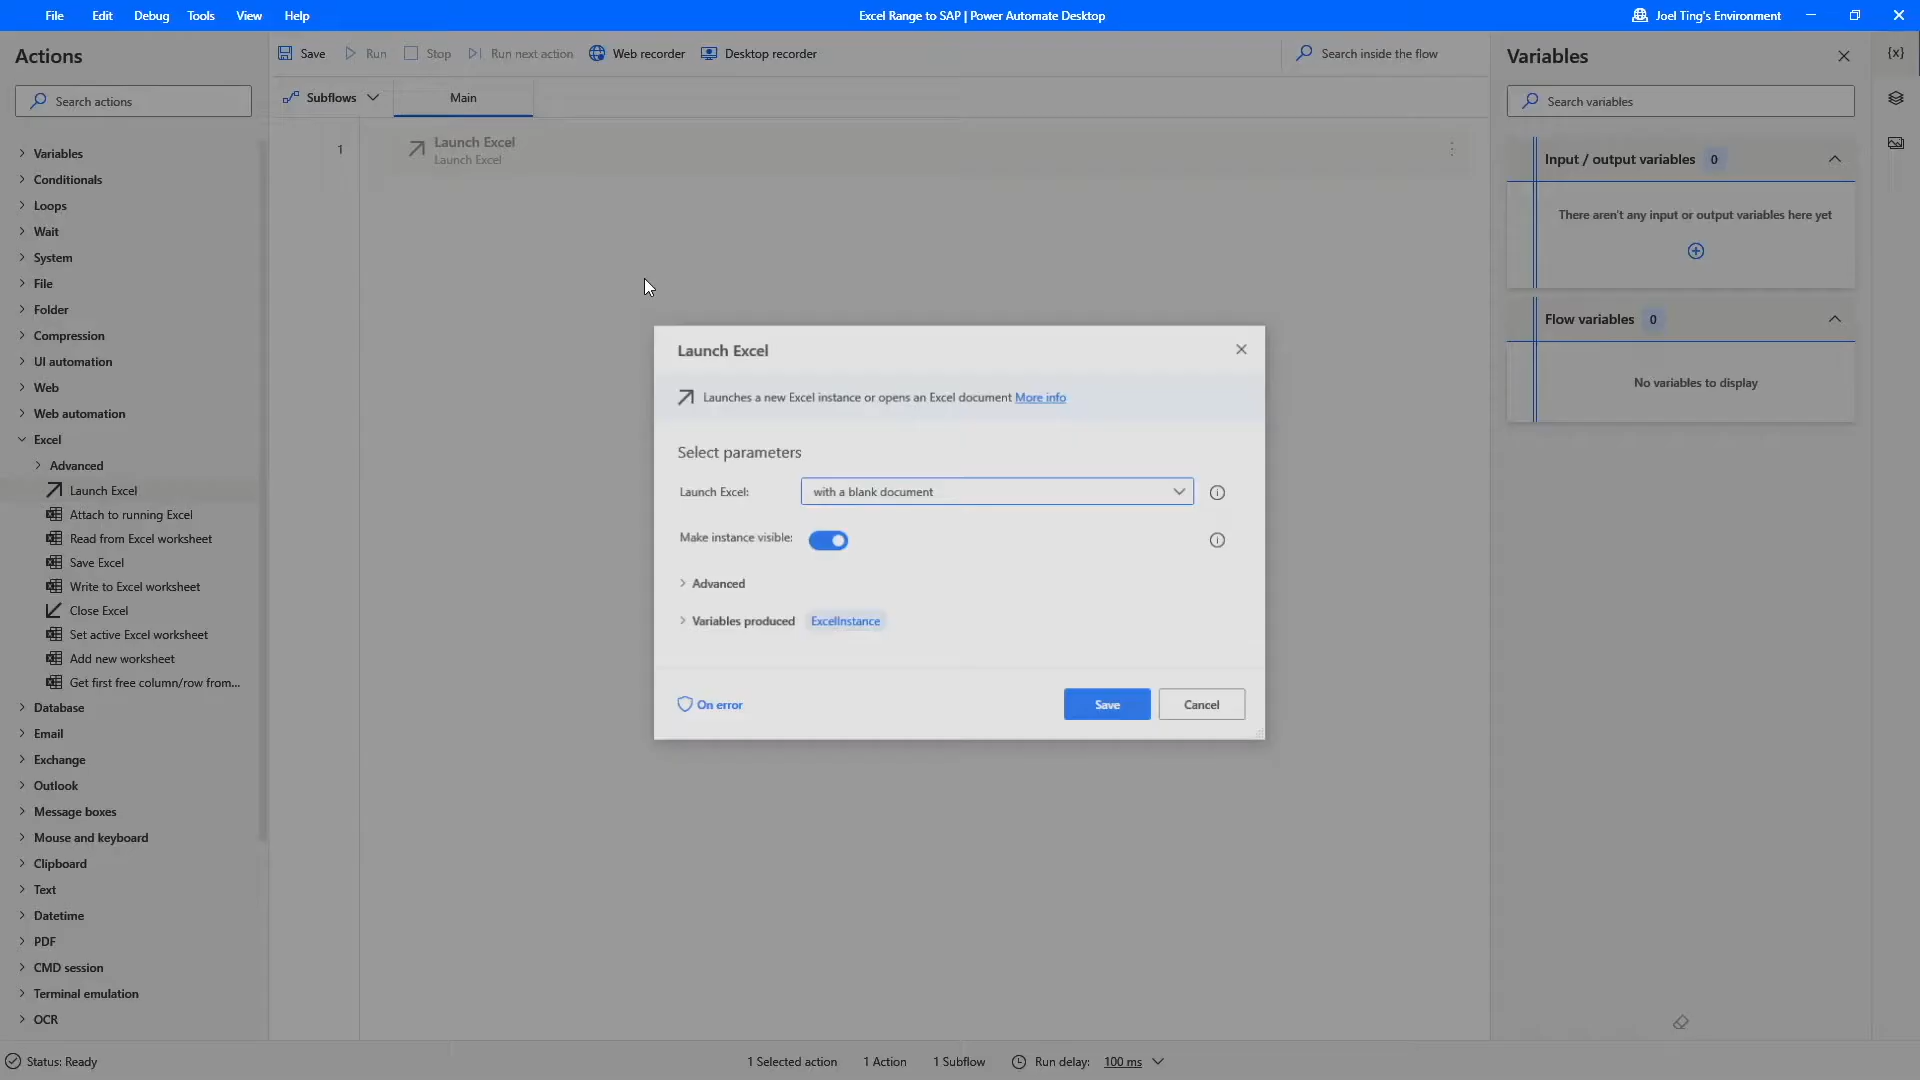 File Edit Debug Tools View Help
Excel Range to SAP | Power Automate Desktop
Joel Ting's Environment
Actions
Search actions
Variables
Conditionals
Loops
Wait
System
File
Folder
Compression
UI automation
Web
Web automation
Excel
Advanced
Launch Excel
Attach to running Excel
Read from Excel worksheet
Save Excel
Write to Excel worksheet
Close Excel
Set active Excel worksheet
Add new worksheet
Get first free column/row from...
Database
Email
Exchange
Outlook
Message boxes
Mouse and keyboard
Clipboard
Text
Datetime
PDF
CMD session
Terminal emulation
OCR
Save Run Stop Run next action Web recorder Desktop recorder
Search inside the flow
Subflows Main
1
Launch Excel
Launch Excel
Launch Excel
Launches a new Excel instance or opens an Excel document More info
Select parameters
Launch Excel: with a blank document
Make instance visible:
Advanced
Variables produced ExcelInstance
On error Save Cancel
Variables
{x}
Search variables
Input / output variables 0
There aren't any input or output variables here yet
Flow variables 0
No variables to display
Status: Ready
1 Selected action 1 Action 1 Subflow Run delay: 100 ms